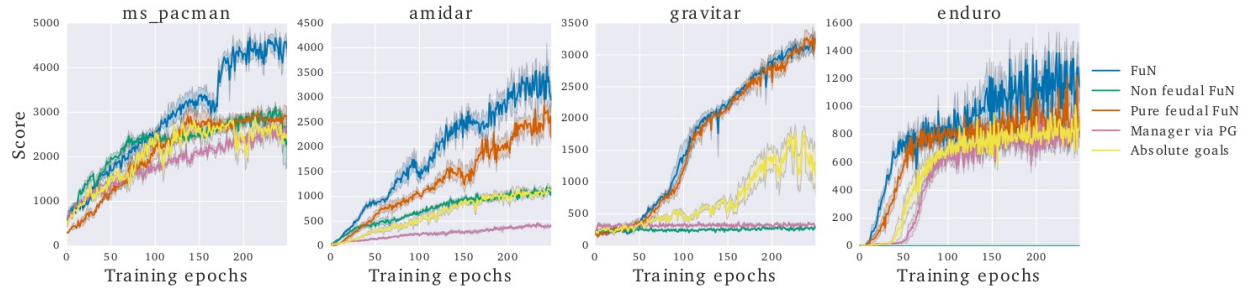 ms_pacman
5000
4000
3000
2000
1000
0
0 50 100 150 200
Score
Training epochs
amidar
4500
4000
3500
3000
2500
2000
1500
1000
500
0
0 50 100 150 200
Training epochs
gravitar
3500
3000
2500
2000
1500
1000
500
0
0 50 100 150 200
Training epochs
enduro
1600
1400
1200
1000
800
600
400
200
0
0 50 100 150 200
Training epochs
FuN
Non feudal FuN
Pure feudal FuN
Manager via PG
Absolute goals